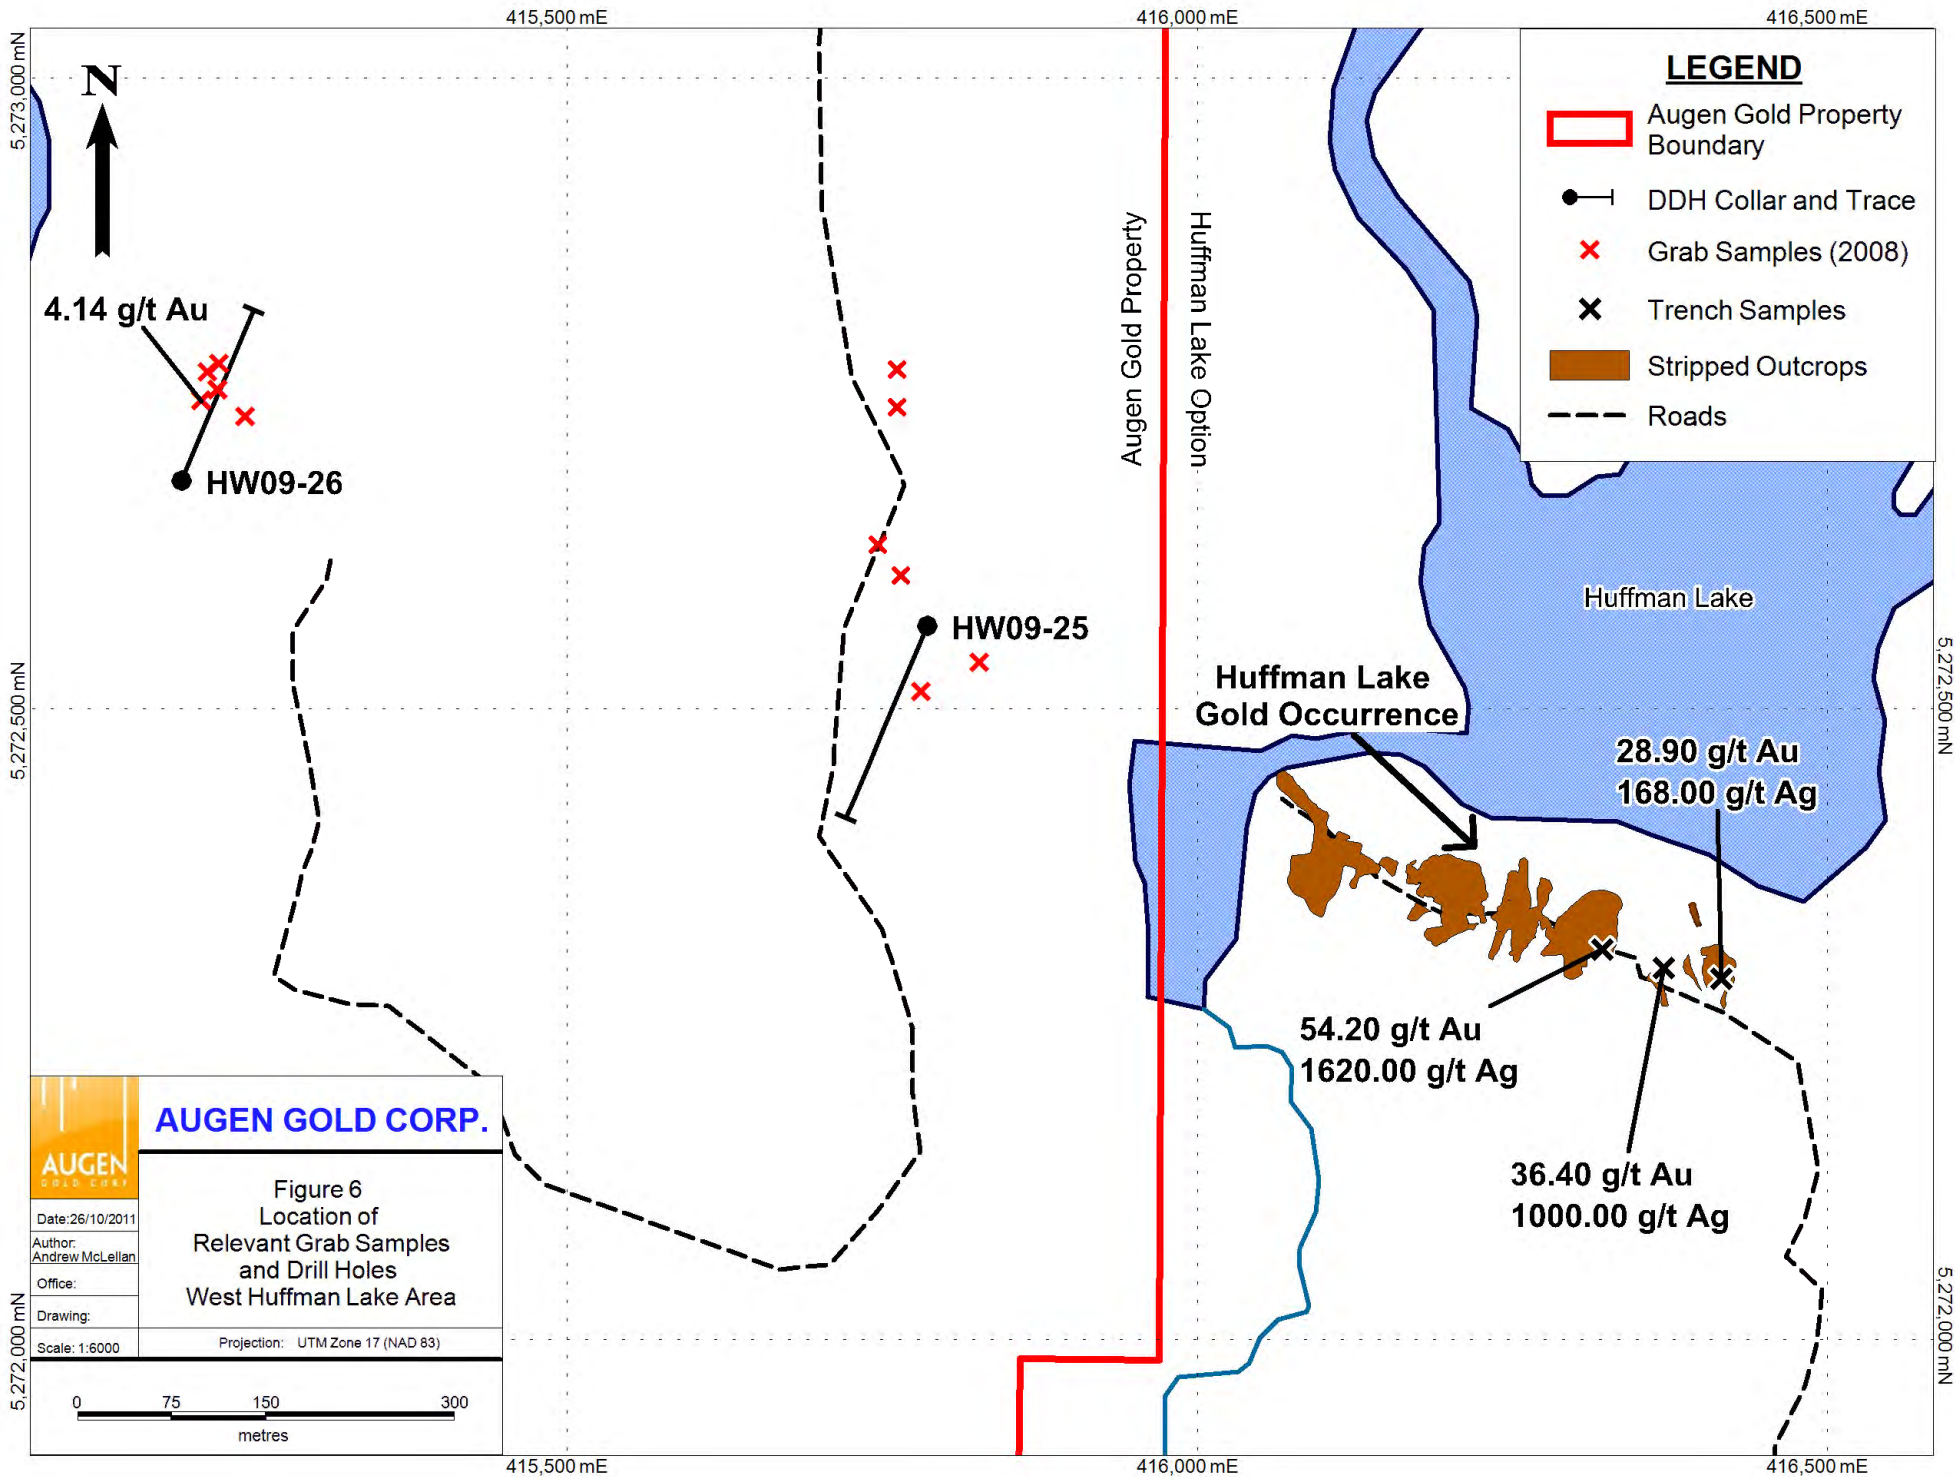 415,500 mE
416,000 mE
416,500 mE
5,273,000 mN
N
LEGEND
Augen Gold Property
Boundary
DDH Collar and Trace
Grab Samples (2008)
Trench Samples
Stripped Outcrops
Roads
Augen Gold Property
Huffman Lake Option
4.14 g/t Au
HW09-26
HW09-25
Huffman Lake
5,272,500 mN
5,272,500 mN
Huffman Lake
Gold Occurrence
28.90 g/t Au
168.00 g/t Ag
54.20 g/t Au
1620.00 g/t Ag
36.40 g/t Au
1000.00 g/t Ag
AUGEN
GOLD CORP
AUGEN GOLD CORP.
Figure 6
Location of
Relevant Grab Samples
and Drill Holes
West Huffman Lake Area
Date:26/10/2011
Author:
Andrew McLellan
Office:
Drawing:
Scale: 1:6000
Projection: UTM Zone 17 (NAD 83)
0 75 150 300
metres
5,272,000 mN
5,272,000 mN
415,500 mE
416,000 mE
416,500 mE